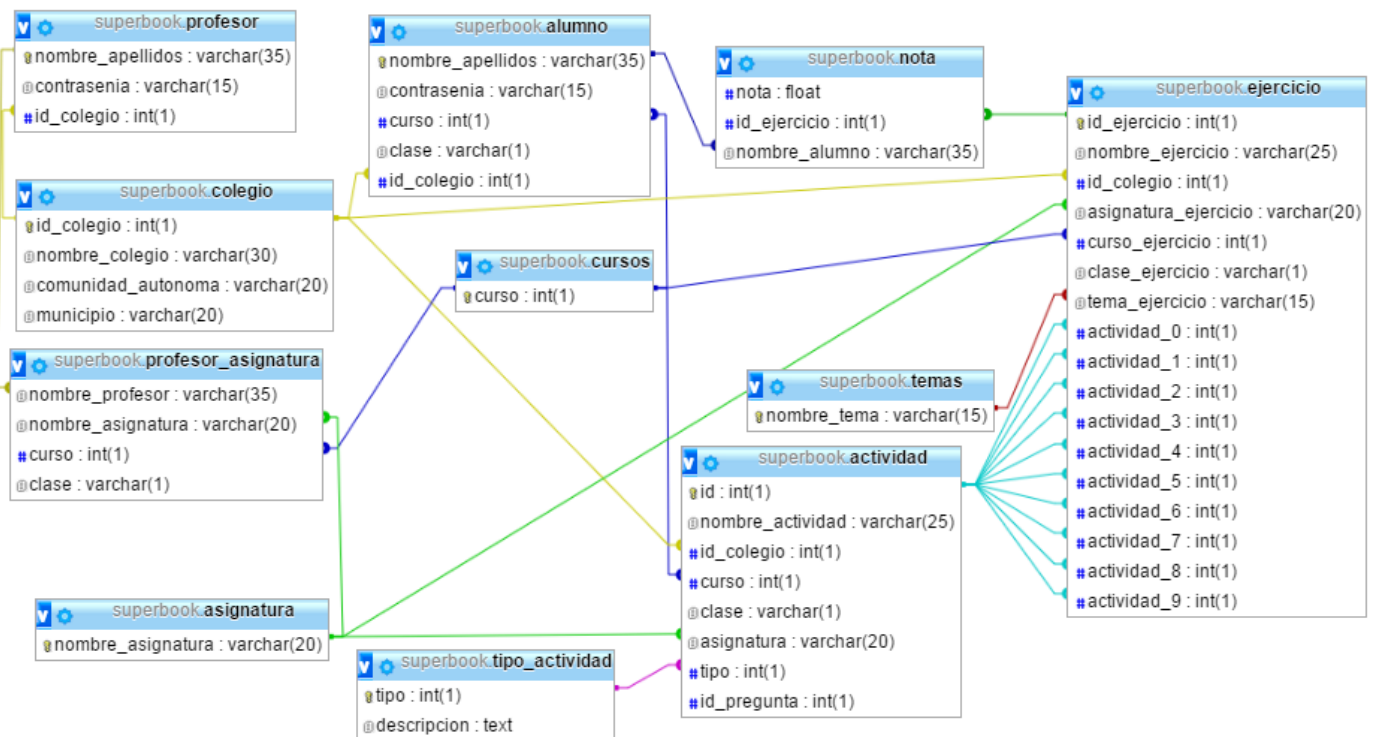 superbook.profesor
nombre_apellidos : varchar(35)
contrasenia : varchar(15)
#id_colegio : int(1)
superbook.alumno
nombre_apellidos : varchar(35)
contrasenia : varchar(15)
#curso : int(1)
clase : varchar(1)
#id_colegio : int(1)
superbook.nota
#nota : float
#id_ejercicio : int(1)
nombre_alumno : varchar(35)
superbook.ejercicio
id_ejercicio : int(1)
nombre_ejercicio : varchar(25)
#id_colegio : int(1)
asignatura_ejercicio : varchar(20)
#curso_ejercicio : int(1)
clase_ejercicio : varchar(1)
tema_ejercicio : varchar(15)
#actividad_0 : int(1)
#actividad_1 : int(1)
#actividad_2 : int(1)
#actividad_3 : int(1)
#actividad_4 : int(1)
#actividad_5 : int(1)
#actividad_6 : int(1)
#actividad_7 : int(1)
#actividad_8 : int(1)
#actividad_9 : int(1)
superbook.colegio
id_colegio : int(1)
nombre_colegio : varchar(30)
comunidad_autonoma : varchar(20)
municipio : varchar(20)
superbook.cursos
curso : int(1)
superbook.profesor_asignatura
nombre_profesor : varchar(35)
nombre_asignatura : varchar(20)
#curso : int(1)
clase : varchar(1)
superbook.temas
nombre_tema : varchar(15)
superbook.actividad
id : int(1)
nombre_actividad : varchar(25)
#id_colegio : int(1)
#curso : int(1)
clase : varchar(1)
asignatura : varchar(20)
#tipo : int(1)
#id_pregunta : int(1)
superbook.asignatura
nombre_asignatura : varchar(20)
superbook.tipo_actividad
tipo : int(1)
descripcion : text